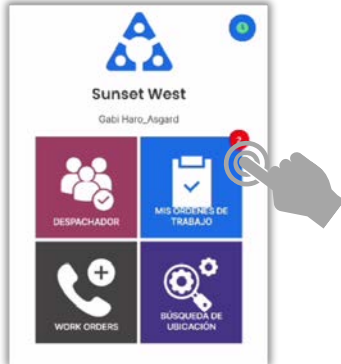 Sunset West
Gabi Haro_Asgard
DESPACHADOR
MIS ORDENES DE
TRABAJO
WORK ORDERS
BÚSQUEDA DE
UBICACIÓN